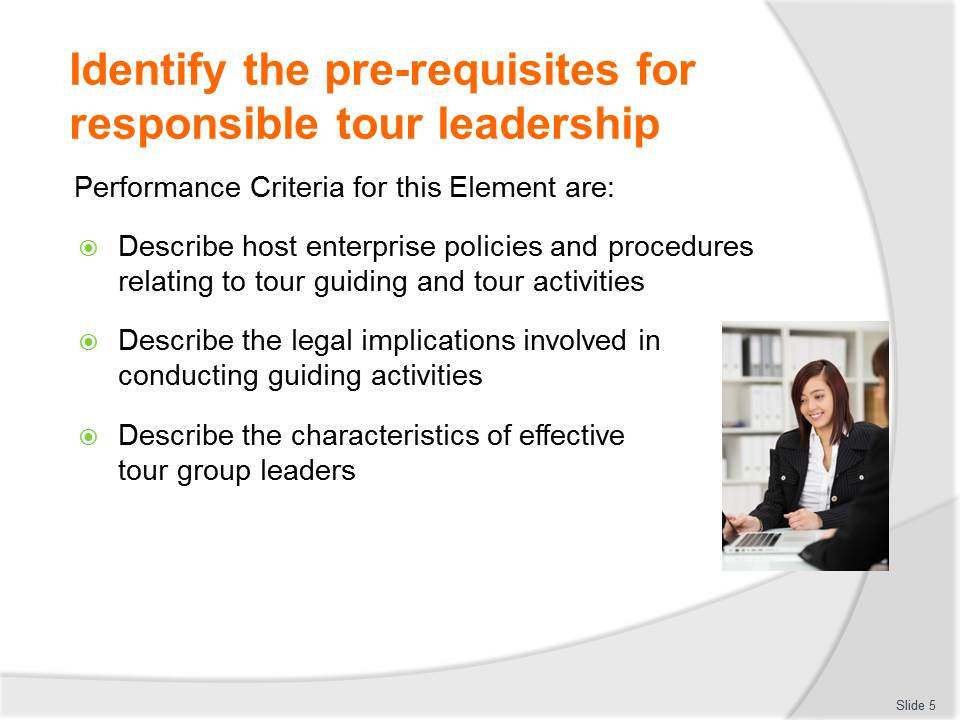 Identify the pre-requisites for
responsible tour leadership
Performance Criteria for this Element are:
Describe host enterprise policies and procedures
relating to tour guiding and tour activities
Describe the legal implications involved in
conducting guiding activities
Describe the characteristics of effective
tour group leaders
Slide 5